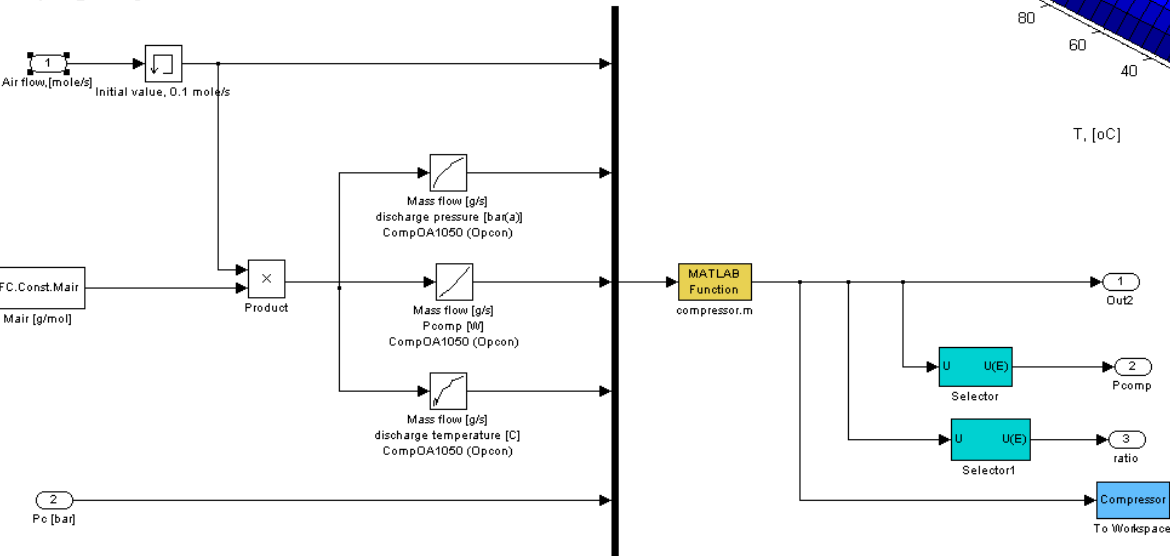 80
60
40
T, [oC]
1
Air flow,[mole/s]
Initial value, 0.1 mole/s
Mass flow [g/s]
discharge pressure [bar(a)]
CompOA1050 (Opcon)
FC.Const.Mair
Mair [g/mol]
×
Product
Mass flow [g/s]
Pcomp [W]
CompOA1050 (Opcon)
MATLAB
Function
compressor.m
1
Out2
U U(E)
Selector
2
Pcomp
Mass flow [g/s]
discharge temperature [C]
CompOA1050 (Opcon)
U U(E)
Selector1
3
ratio
2
Pc [bar]
Compressor
To Workspace